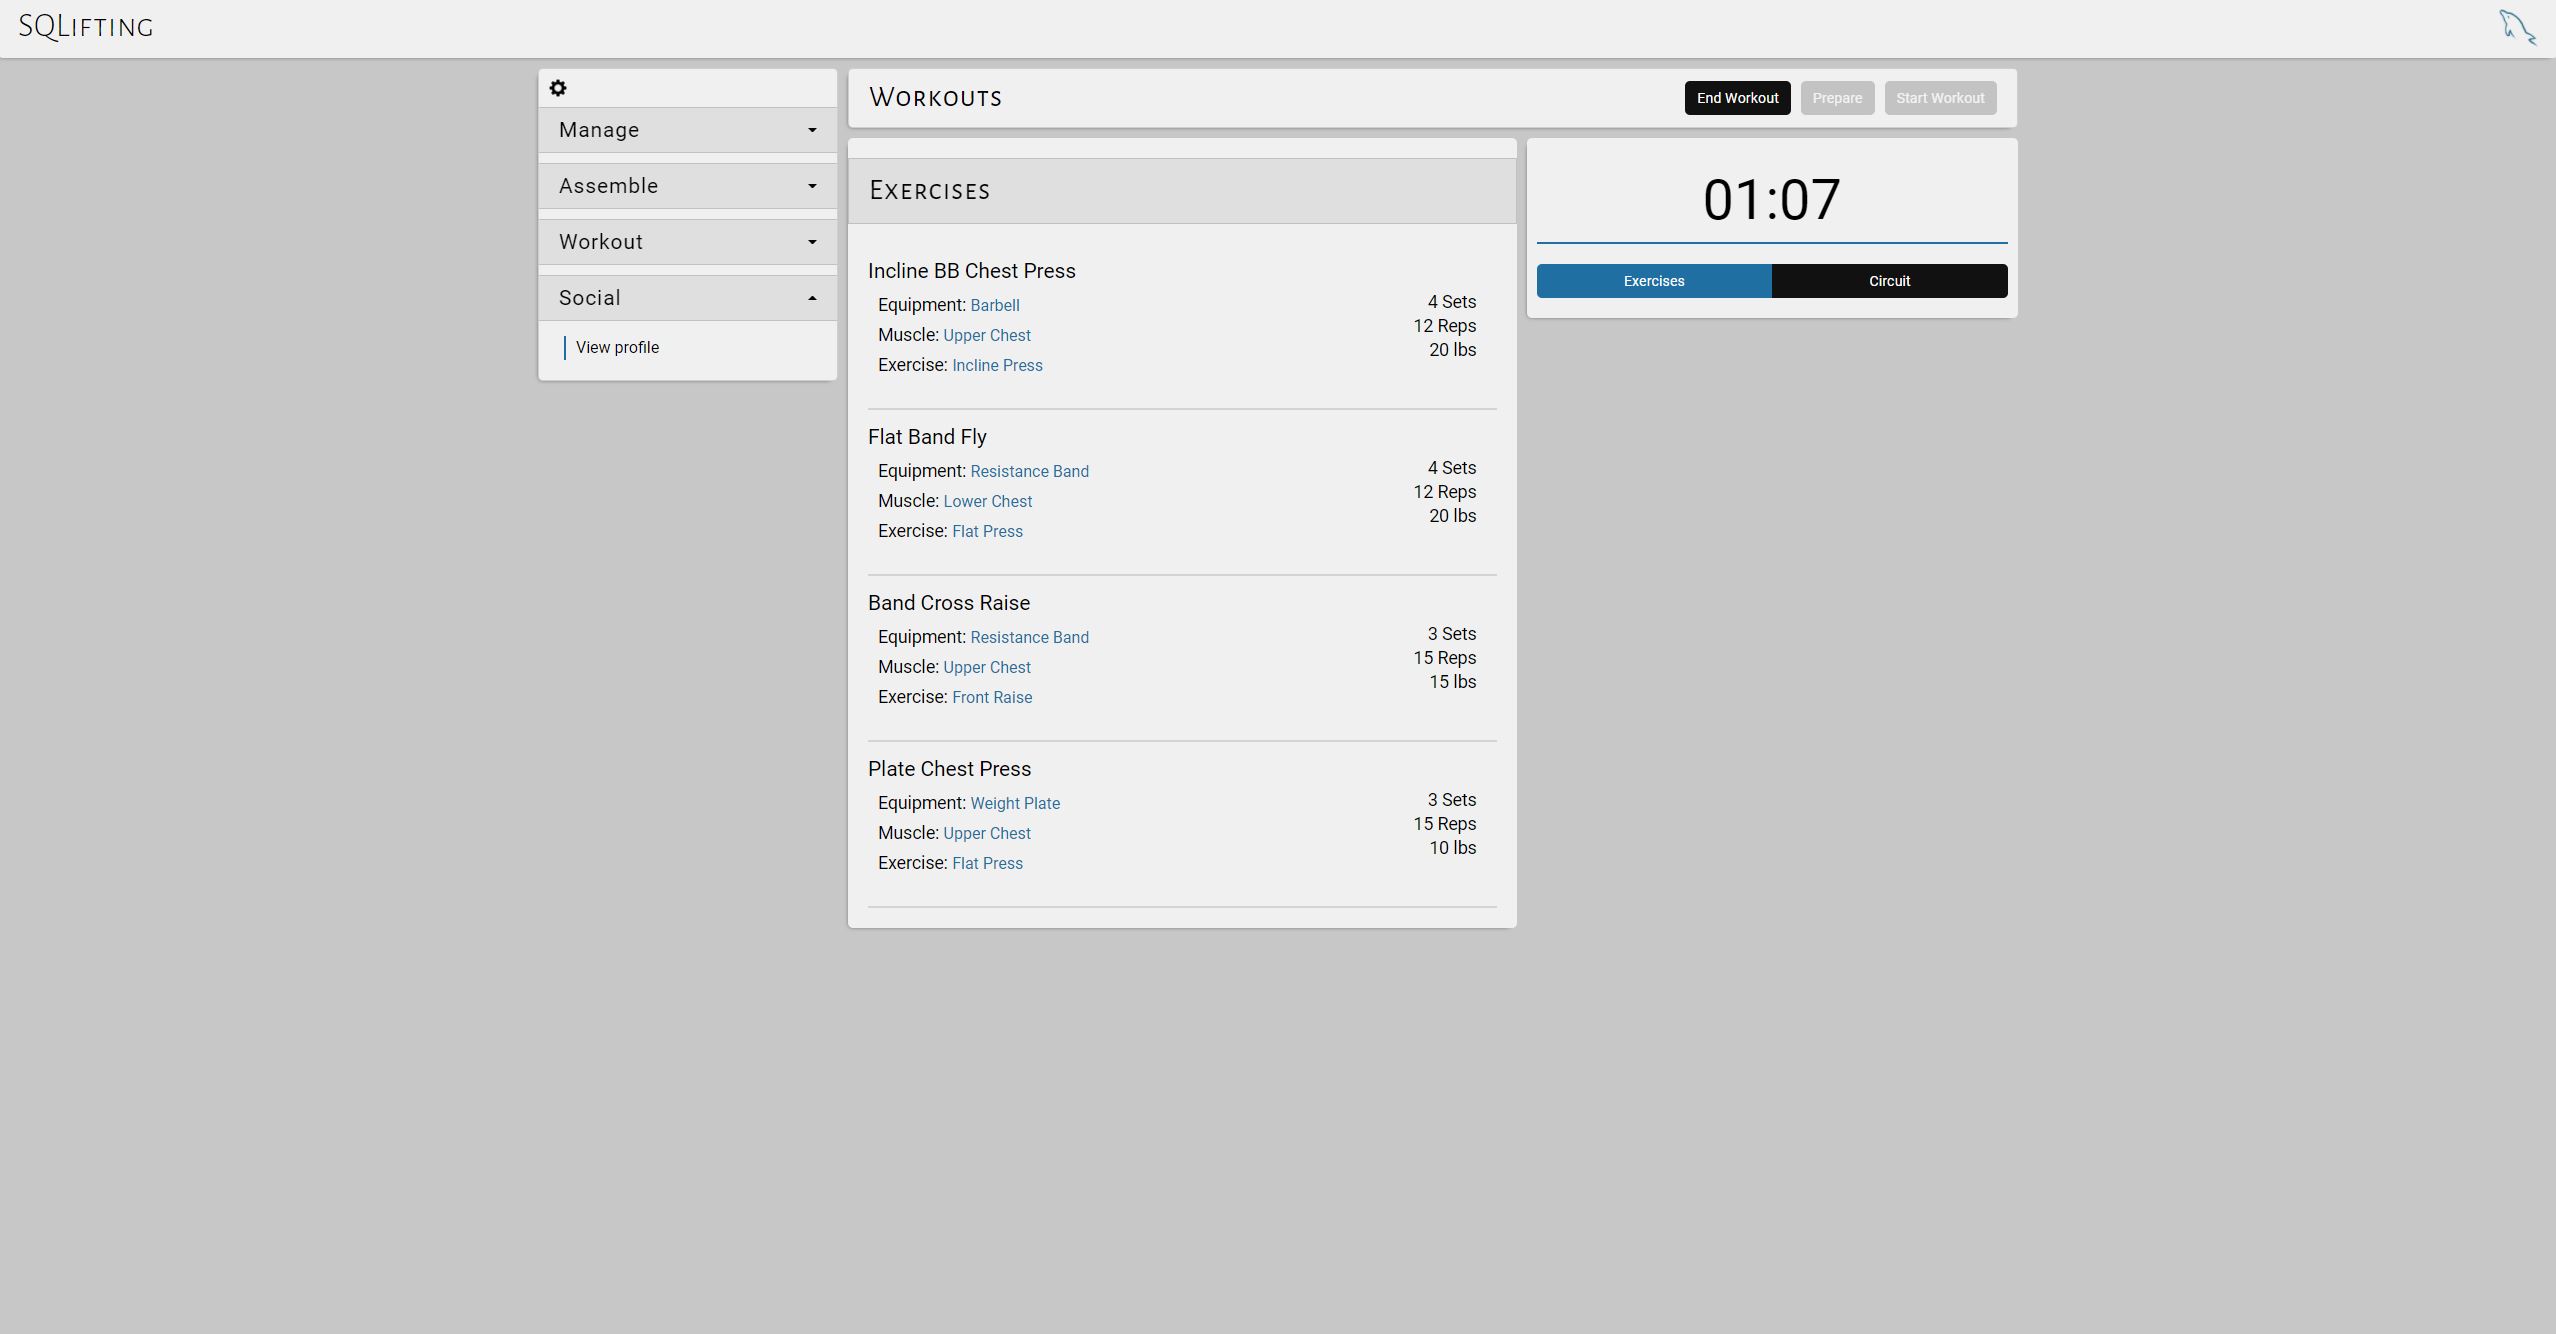 SQLifting
Manage
Assemble
Workout
Social
View profile
Workouts
End Workout Prepare Start Workout
Exercises
Incline BB Chest Press
Equipment: Barbell
Muscle: Upper Chest
Exercise: Incline Press
4 Sets
12 Reps
20 lbs
Flat Band Fly
Equipment: Resistance Band
Muscle: Lower Chest
Exercise: Flat Press
4 Sets
12 Reps
20 lbs
Band Cross Raise
Equipment: Resistance Band
Muscle: Upper Chest
Exercise: Front Raise
3 Sets
15 Reps
15 lbs
Plate Chest Press
Equipment: Weight Plate
Muscle: Upper Chest
Exercise: Flat Press
3 Sets
15 Reps
10 lbs
01:07
Exercises Circuit